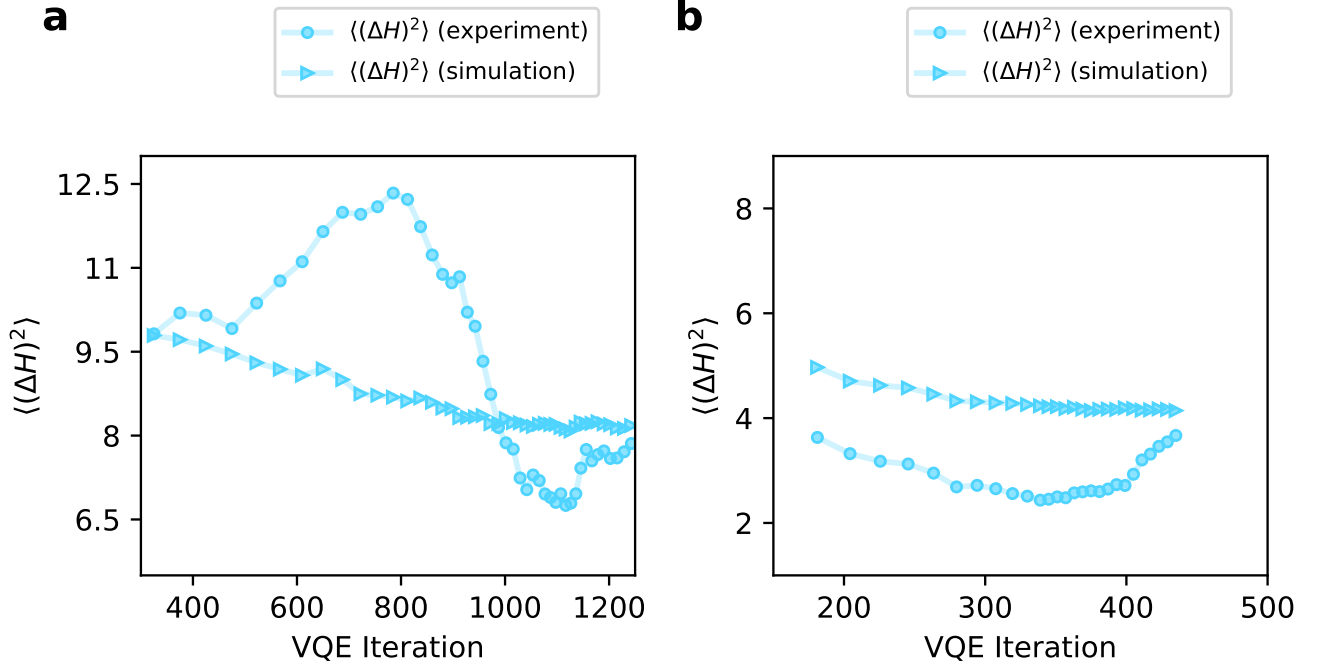 a
⟨(ΔH)²⟩ (experiment)
⟨(ΔH)²⟩ (simulation)
12.5
11
9.5
8
6.5
⟨(ΔH)²⟩
400 600 800 1000 1200
VQE Iteration
b
⟨(ΔH)²⟩ (experiment)
⟨(ΔH)²⟩ (simulation)
8
6
4
2
⟨(ΔH)²⟩
200 300 400 500
VQE Iteration